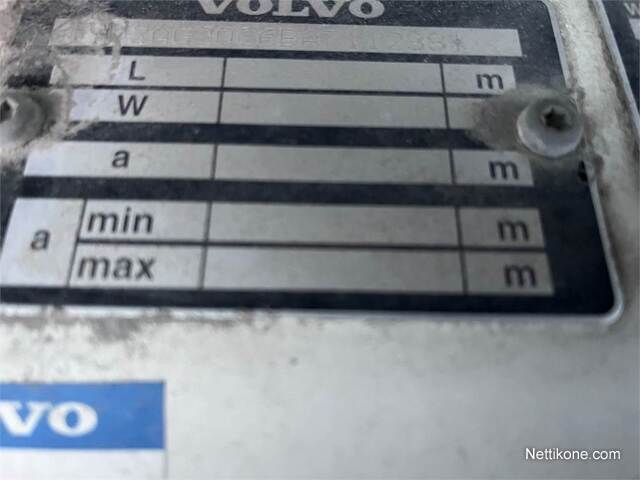 VOLVO
L m
W
a m
a min m
max m
VO
Nettikone.com